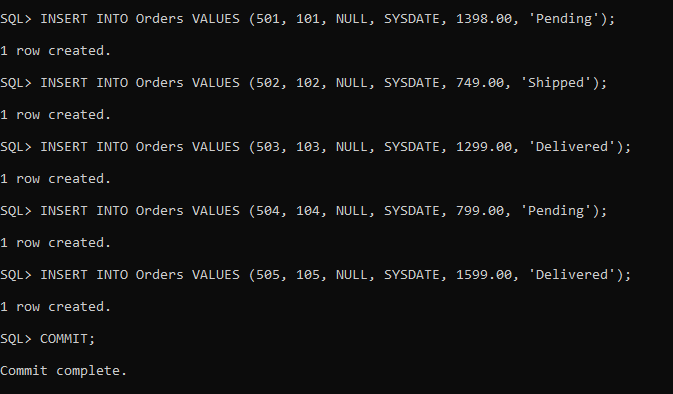 SQL> INSERT INTO Orders VALUES (501, 101, NULL, SYSDATE, 1398.00, 'Pending');
1 row created.
SQL> INSERT INTO Orders VALUES (502, 102, NULL, SYSDATE, 749.00, 'Shipped');
1 row created.
SQL> INSERT INTO Orders VALUES (503, 103, NULL, SYSDATE, 1299.00, 'Delivered');
1 row created.
SQL> INSERT INTO Orders VALUES (504, 104, NULL, SYSDATE, 799.00, 'Pending');
1 row created.
SQL> INSERT INTO Orders VALUES (505, 105, NULL, SYSDATE, 1599.00, 'Delivered');
1 row created.
SQL> COMMIT;
Commit complete.